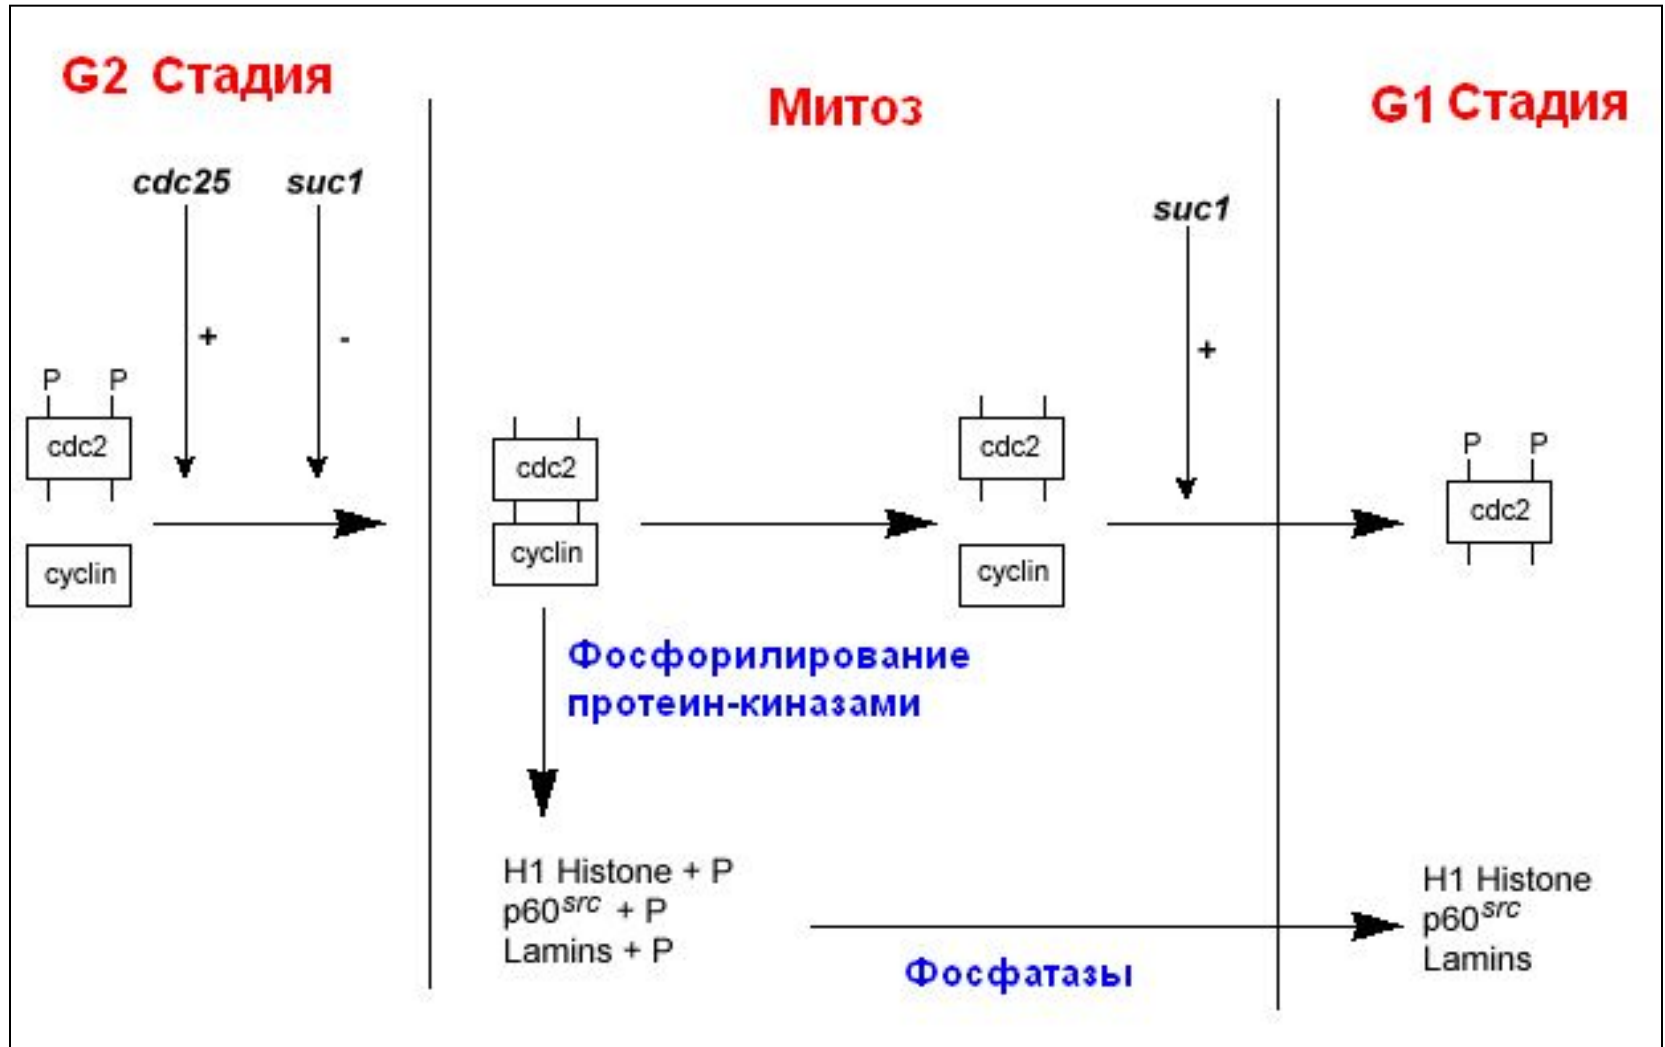 G2 Стадия
Митоз
G1 Стадия
cdc25
suc1
suc1
+
-
+
P P
cdc2
cyclin
cdc2
cyclin
cdc2
cyclin
P P
cdc2
Фосфорилирование
протеин-киназами
H1 Histone + P
p60src + P
Lamins + P
Фосфатазы
H1 Histone
p60src
Lamins